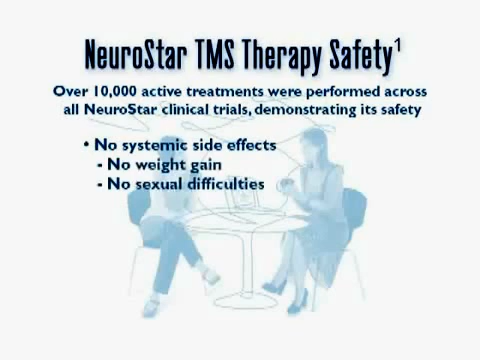 NeuroStar TMS Therapy Safety¹
Over 10,000 active treatments were performed across
all NeuroStar clinical trials, demonstrating its safety
• No systemic side effects
- No weight gain
- No sexual difficulties